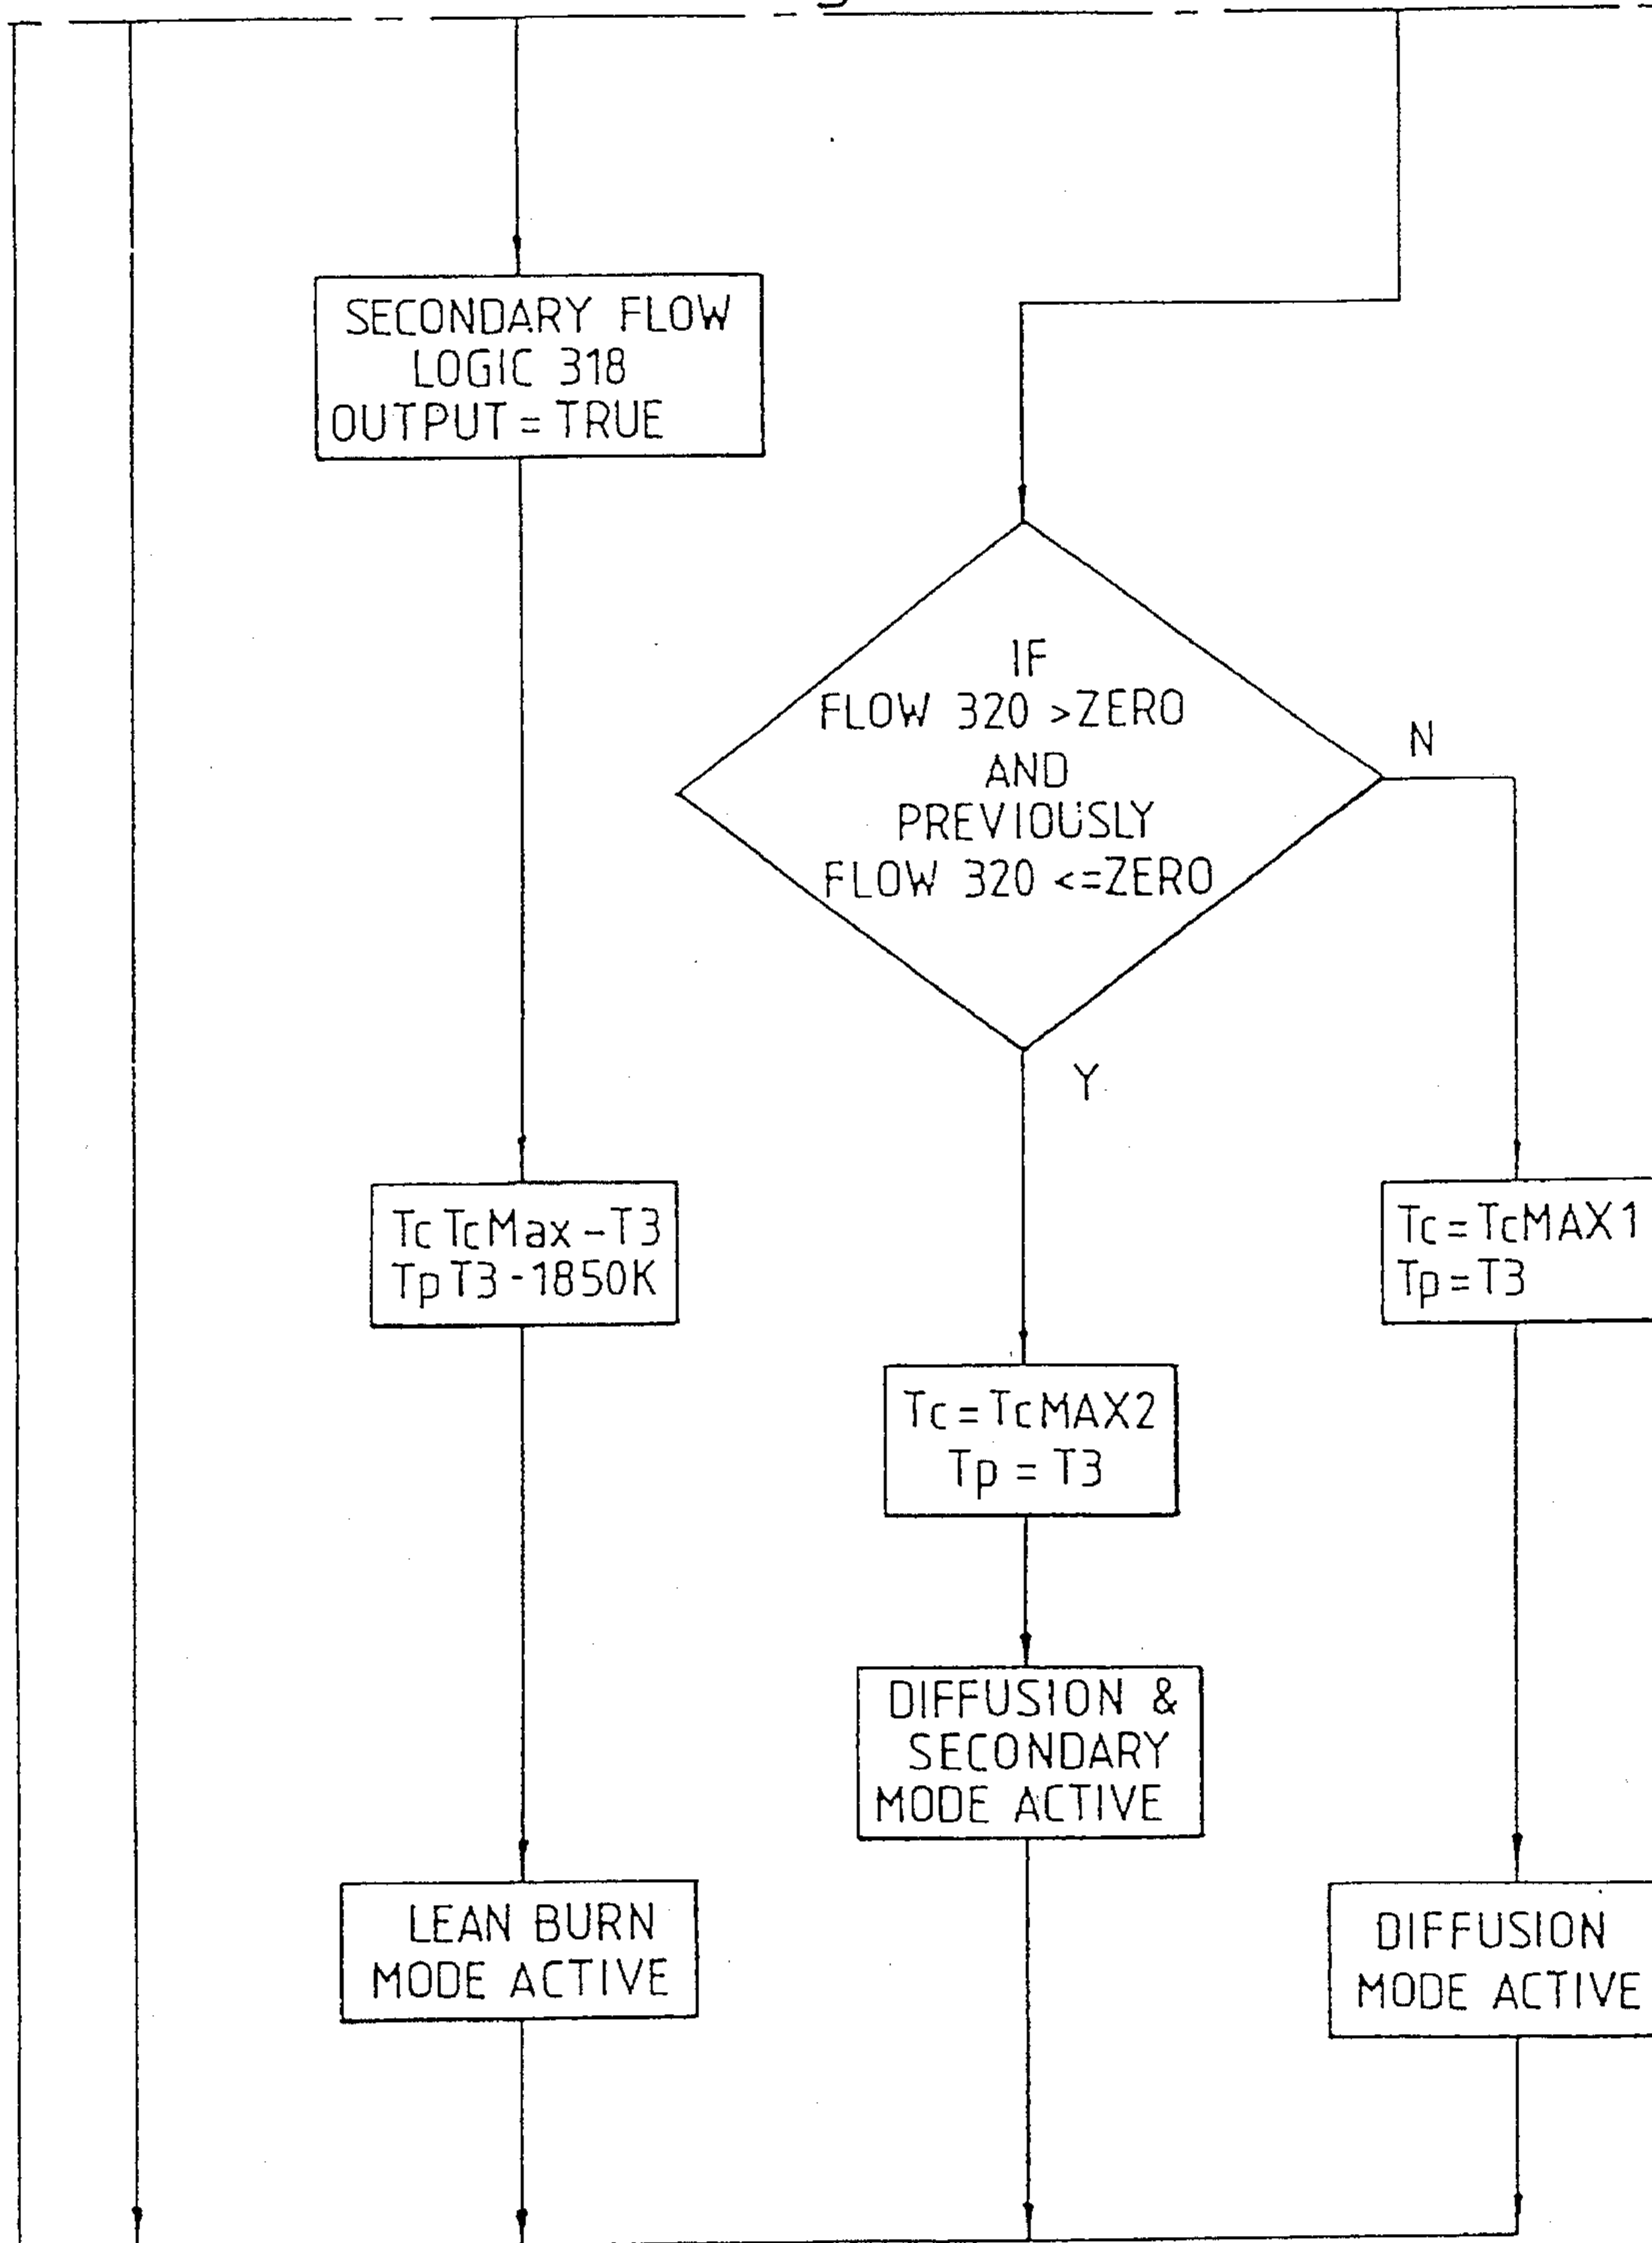 SECONDARY FLOW
LOGIC 318
OUTPUT = TRUE
IF
FLOW 320 >ZERO
AND
PREVIOUSLY
FLOW 320 <=ZERO
N
Y
Tc TcMax – T3
Tp T3 - 1850K
Tc = TcMAX1
Tp = T3
Tc = TcMAX2
Tp = T3
DIFFUSION &
SECONDARY
MODE ACTIVE
LEAN BURN
MODE ACTIVE
DIFFUSION
MODE ACTIVE